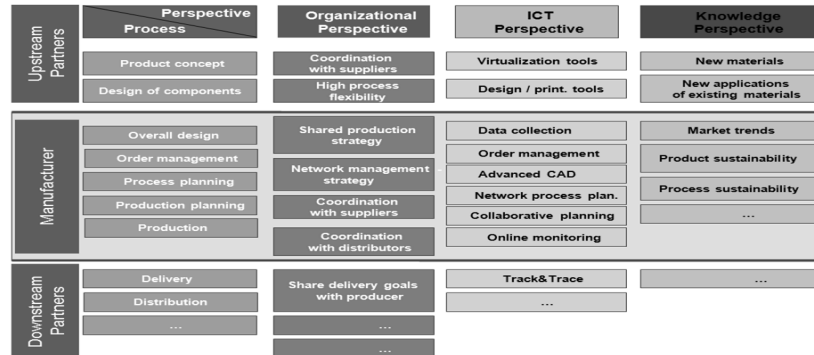 Perspective
Process
Organizational
Perspective
ICT
Perspective
Knowledge
Perspective
Upstream
Partners
Product concept
Design of components
Coordination
with suppliers
High process
flexibility
Virtualization tools
Design / print. tools
New materials
New applications
of existing materials
Manufacturer
Overall design
Order management
Process planning
Production planning
Production
Shared production
strategy
Network management
strategy
Coordination
with suppliers
Coordination
with distributors
Data collection
Order management
Advanced CAD
Network process plan.
Collaborative planning
Online monitoring
Market trends
Product sustainability
Process sustainability
...
Downstream
Partners
Delivery
Distribution
...
Share delivery goals
with producer
...
...
Track&Trace
...
...